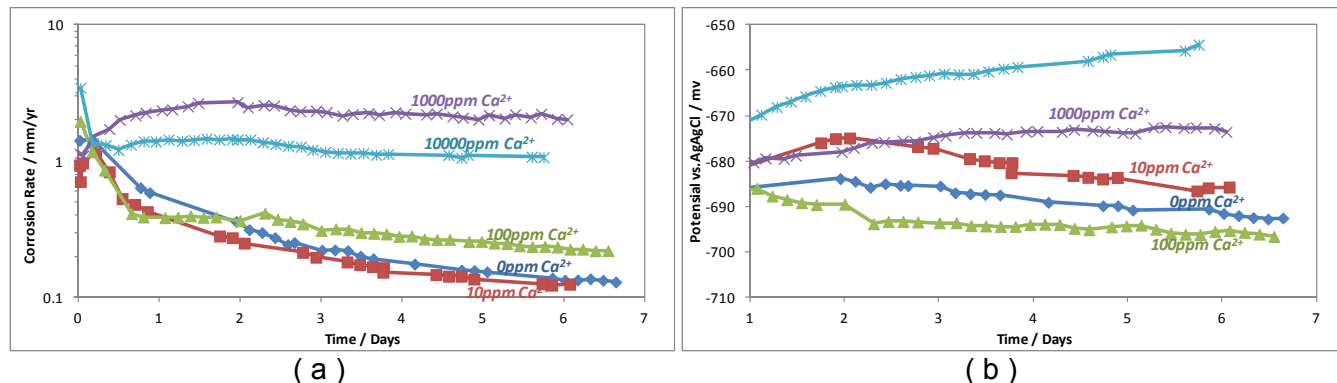 10
1
0.1
Corrosion Rate / mm/yr
1000ppm Ca²⁺
10000ppm Ca²⁺
100ppm Ca²⁺
0ppm Ca²⁺
10ppm Ca²⁺
0 1 2 3 4 5 6 7
Time / Days
( a )
-650
-660
-670
-680
-690
-700
-710
Potensial vs.AgAgCl / mv
1000ppm Ca²⁺
10ppm Ca²⁺
0ppm Ca²⁺
100ppm Ca²⁺
1 2 3 4 5 6 7
Time / Days
( b )